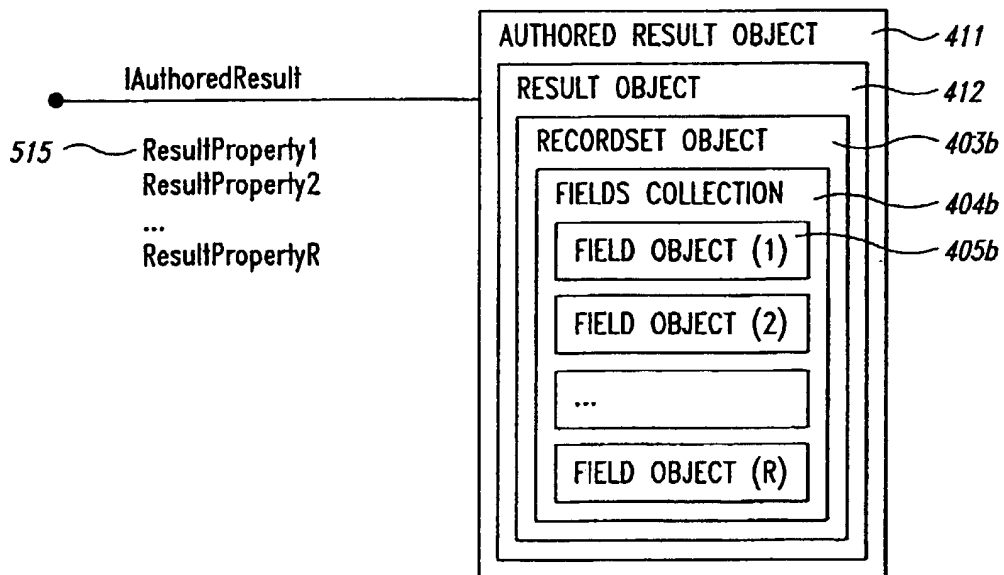 AUTHORED RESULT OBJECT 411
IAuthoredResult
RESULT OBJECT 412
515 ResultProperty1
RECORDSET OBJECT 403b
ResultProperty2
FIELDS COLLECTION 404b
...
ResultPropertyR
FIELD OBJECT (1) 405b
FIELD OBJECT (2)
...
FIELD OBJECT (R)